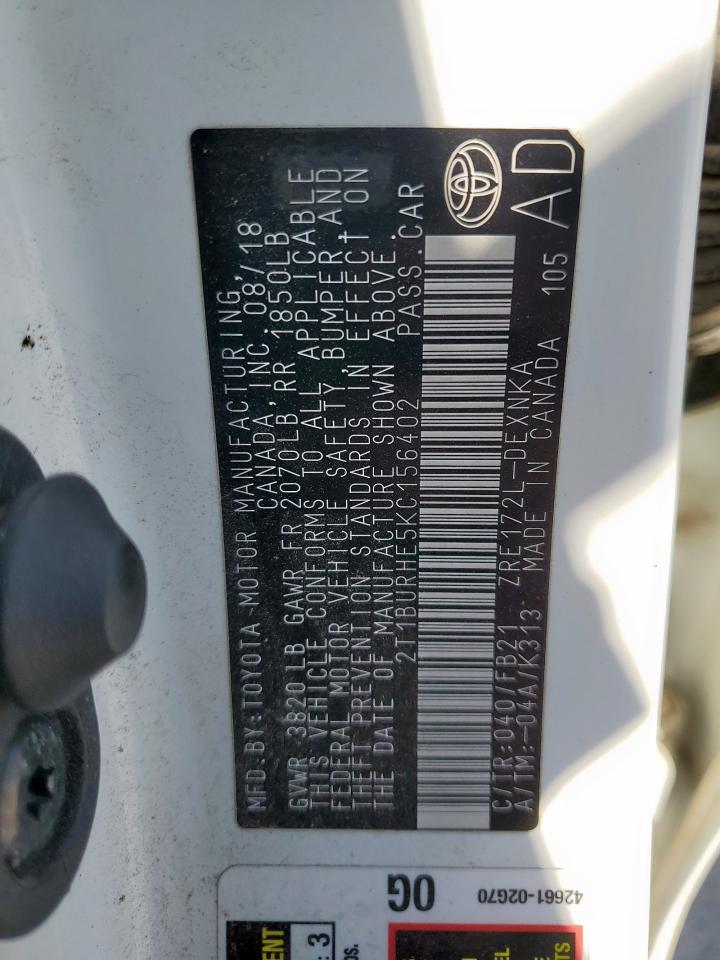 MFD.BY:TOYOTA MOTOR MANUFACTURING,
CANADA, INC. 08/18
GVWR 3820LB GAWR FR 2070LB, RR 1850LB
THIS VEHICLE CONFORMS TO ALL APPLICABLE
FEDERAL MOTOR VEHICLE SAFETY, BUMPER, AND
THEFT PREVENTION STANDARDS IN EFFECT ON
THE DATE OF MANUFACTURE SHOWN ABOVE.
2T1BURHE5KC156402 PASS.CAR
C/TR:040/FB21 ZRE172L-DEXNKA
A/TM:-04A/K313 MADE IN CANADA 105
AD
0G
42661-02G70
3